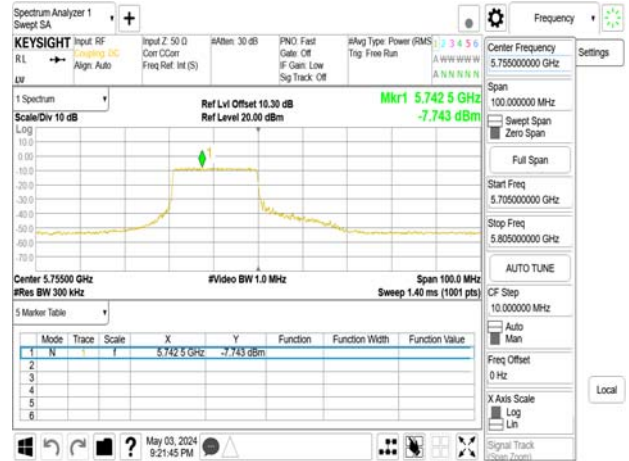 Spectrum Analyzer 1
Swept SA
+
Frequency
KEYSIGHT
RL
Input: RF
Coupling: DC
Align: Auto
Input Z: 50 Ω
Corr CCorr
Freq Ref: Int (S)
#Atten: 30 dB
PNO: Fast
Gate: Off
IF Gain: Low
Sig Track: Off
#Avg Type: Power (RMS
Trig: Free Run
1 2 3 4 5 6
A W W W W W
A N N N N N
Center Frequency
5.755000000 GHz
Settings
Span
100.000000 MHz
Swept Span
Zero Span
Full Span
Start Freq
5.705000000 GHz
Stop Freq
5.805000000 GHz
AUTO TUNE
CF Step
10.000000 MHz
Auto
Man
Freq Offset
0 Hz
X Axis Scale
Log
Lin
Signal Track
(Span Zoom)
Local
1 Spectrum
Scale/Div 10 dB
Ref Lvl Offset 10.30 dB
Ref Level 20.00 dBm
Mkr1 5.742 5 GHz
-7.743 dBm
Log
10.0
0.00
-10.0
-20.0
-30.0
-40.0
-50.0
-60.0
-70.0
1
Center 5.75500 GHz
#Res BW 300 kHz
#Video BW 1.0 MHz
Span 100.0 MHz
Sweep 1.40 ms (1001 pts)
5 Marker Table
Mode Trace Scale X Y Function Function Width Function Value
1 N 1 f 5.742 5 GHz -7.743 dBm
2
3
4
5
6
?
May 03, 2024
9:21:45 PM